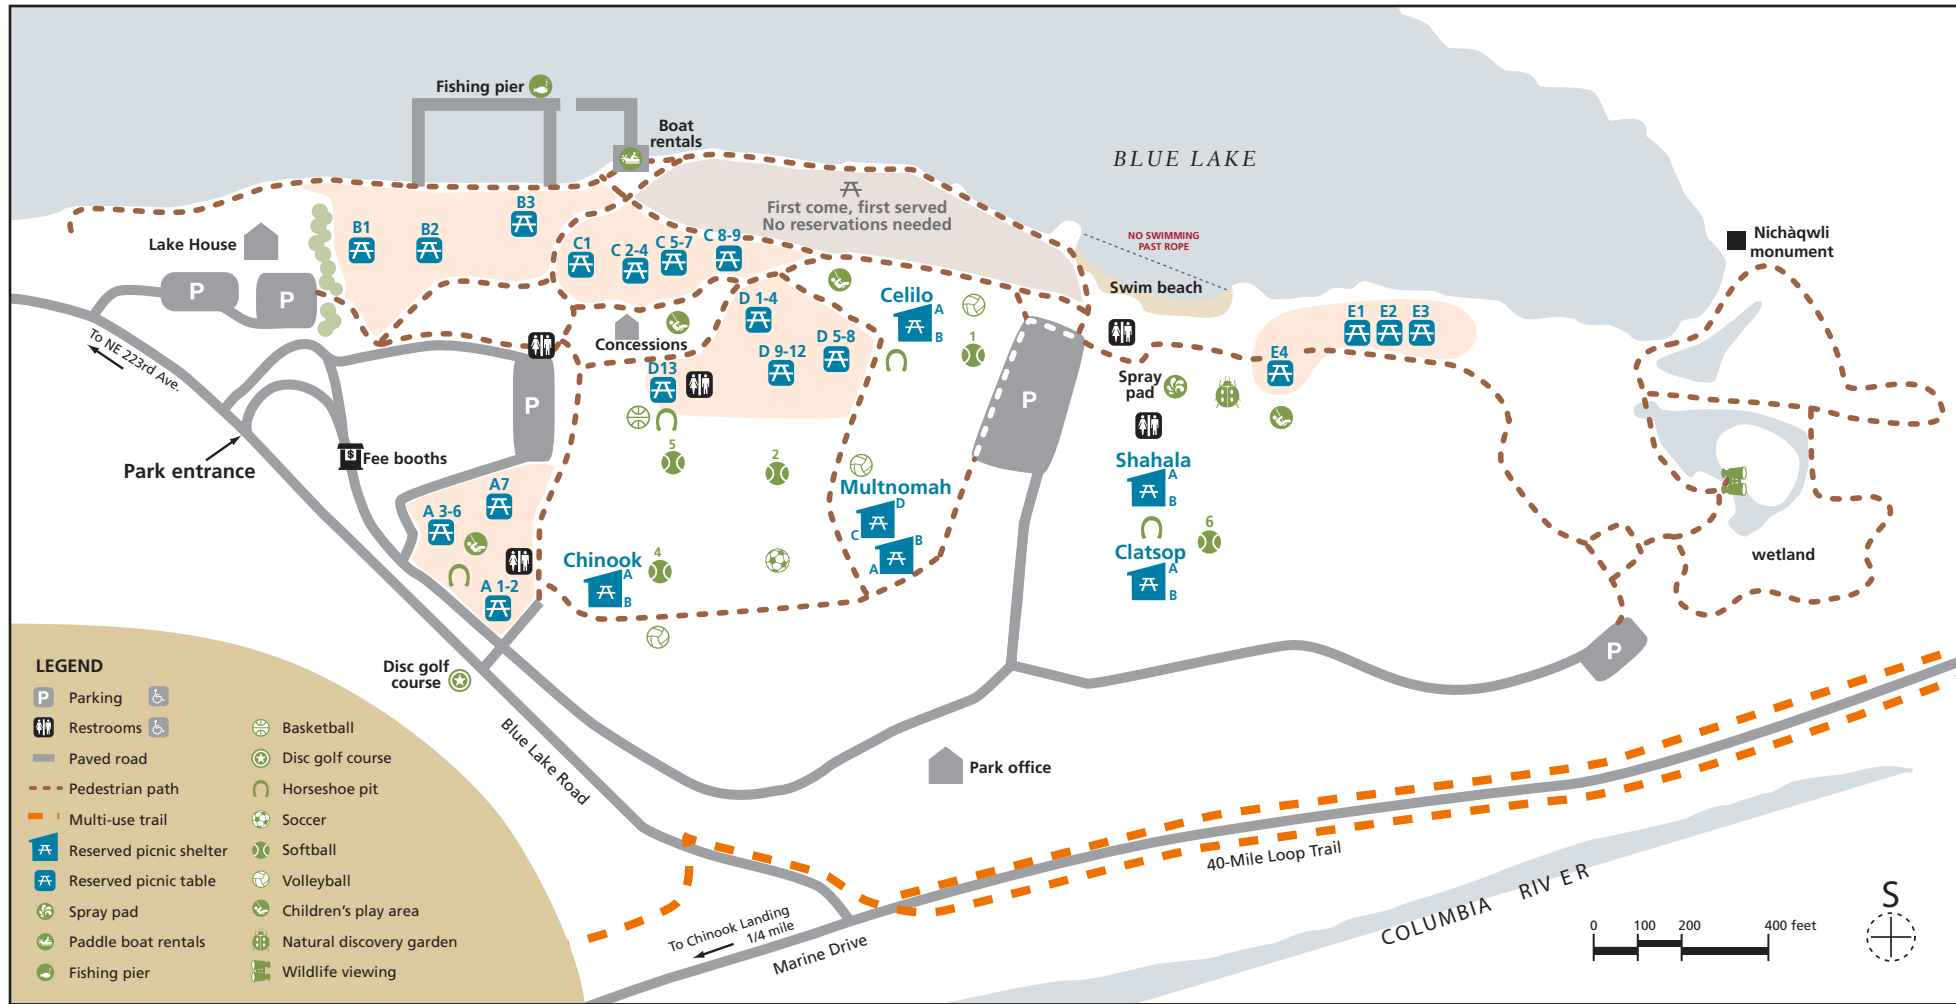 Fishing pier
Boat
rentals
BLUE LAKE
First come, first served
No reservations needed
NO SWIMMING
PAST ROPE
Swim beach
Nichàqwli
monument
Lake House
B1
B2
B3
C1
C 2-4
C 5-7
C 8-9
P
P
To NE 223rd Ave.
Concessions
D 1-4
D 5-8
D 9-12
D13
Celilo
A
B
1
E1
E2
E3
E4
Spray
pad
P
P
Park entrance
$
Fee booths
5
2
A7
A 3-6
A 1-2
Multnomah
D
C
B
A
Shahala
A
B
6
Clatsop
A
B
Chinook
A
B
4
wetland
P
Disc golf
course
Blue Lake Road
Park office
40-Mile Loop Trail
COLUMBIA RIVER
To Chinook Landing
1/4 mile
Marine Drive
S
0 100 200 400 feet
LEGEND
P Parking
Restrooms
Paved road
Pedestrian path
Multi-use trail
Reserved picnic shelter
Reserved picnic table
Spray pad
Paddle boat rentals
Fishing pier
Basketball
Disc golf course
Horseshoe pit
Soccer
Softball
Volleyball
Children's play area
Natural discovery garden
Wildlife viewing